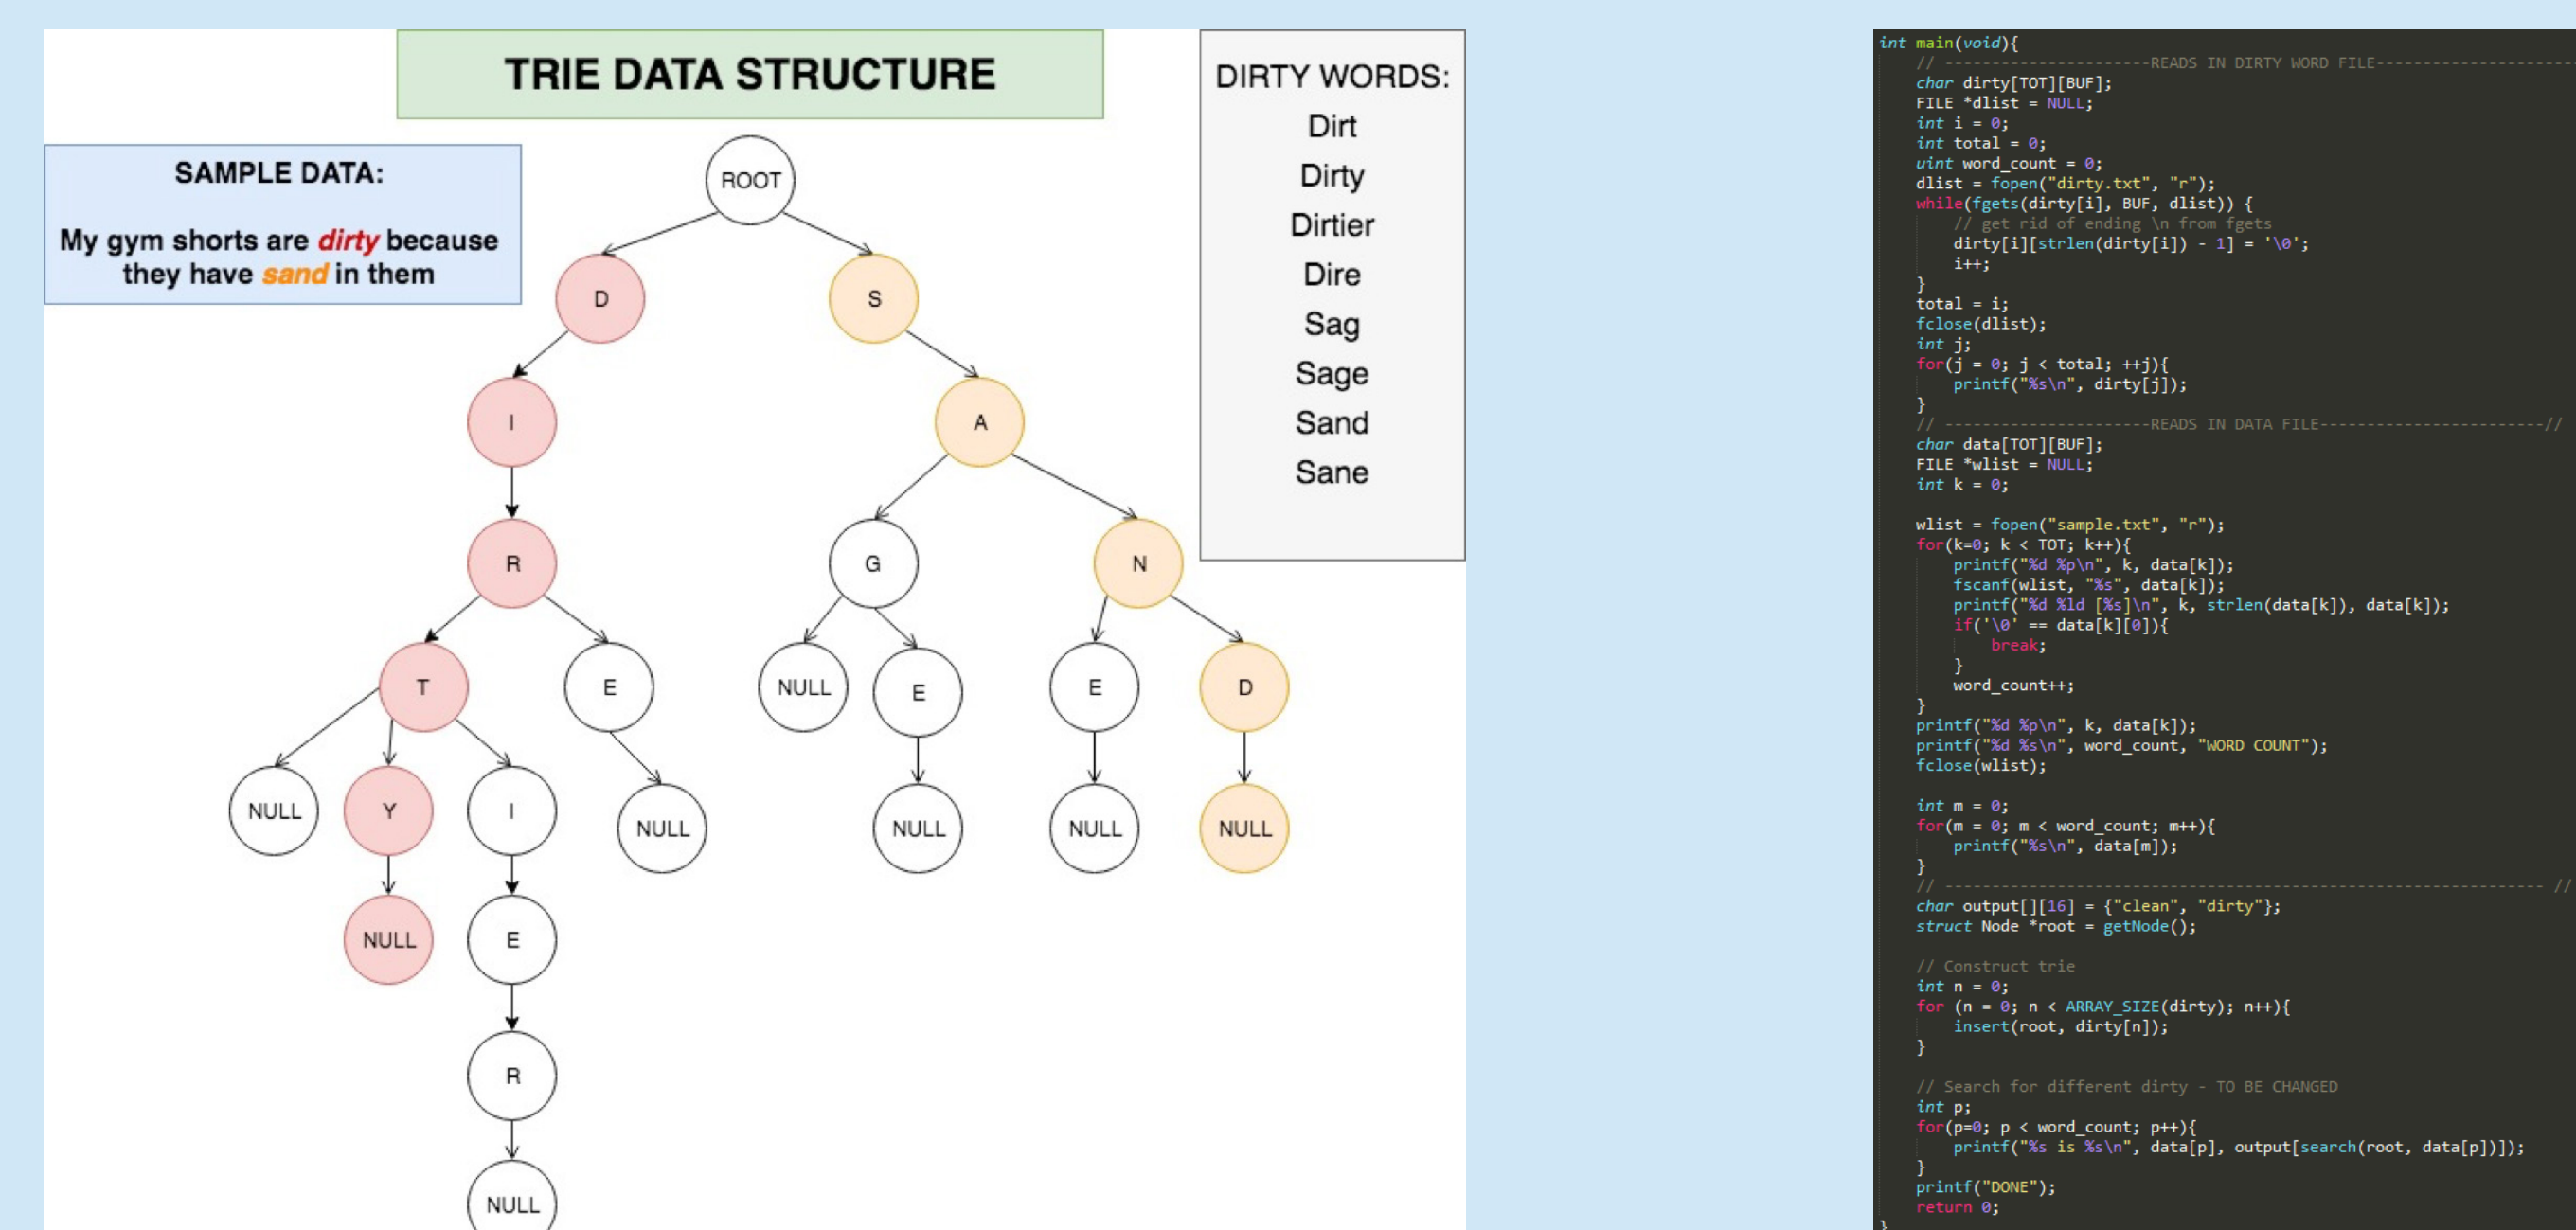 TRIE DATA STRUCTURE
SAMPLE DATA:
My gym shorts are dirty because
they have sand in them
DIRTY WORDS:
Dirt
Dirty
Dirtier
Dire
Sag
Sage
Sand
Sane
ROOT
D
S
I
A
R
G
N
T
E
NULL
E
E
D
NULL
Y
I
NULL
NULL
NULL
NULL
NULL
E
R
NULL
int main(void){
// ----------------------READS IN DIRTY WORD FILE----------------------
char dirty[TOT][BUF];
FILE *dlist = NULL;
int i = 0;
int total = 0;
uint word_count = 0;
dlist = fopen("dirty.txt", "r");
while(fgets(dirty[i], BUF, dlist)) {
// get rid of ending \n from fgets
dirty[i][strlen(dirty[i]) - 1] = '\0';
i++;
}
total = i;
fclose(dlist);
int j;
for(j = 0; j < total; ++j){
printf("%s\n", dirty[j]);
}
// ----------------------READS IN DATA FILE------------------------//
char data[TOT][BUF];
FILE *wlist = NULL;
int k = 0;
wlist = fopen("sample.txt", "r");
for(k=0; k < TOT; k++){
printf("%d %p\n", k, data[k]);
fscanf(wlist, "%s", data[k]);
printf("%d %ld [%s]\n", k, strlen(data[k]), data[k]);
if('\0' == data[k][0]){
break;
}
word_count++;
}
printf("%d %p\n", k, data[k]);
printf("%d %s\n", word_count, "WORD COUNT");
fclose(wlist);
int m = 0;
for(m = 0; m < word_count; m++){
printf("%s\n", data[m]);
}
// ---------------------------------------------------------------- //
char output[][16] = {"clean", "dirty"};
struct Node *root = getNode();
// Construct trie
int n = 0;
for (n = 0; n < ARRAY_SIZE(dirty); n++){
insert(root, dirty[n]);
}
// Search for different dirty - TO BE CHANGED
int p;
for(p=0; p < word_count; p++){
printf("%s is %s\n", data[p], output[search(root, data[p])]);
}
printf("DONE");
return 0;
}